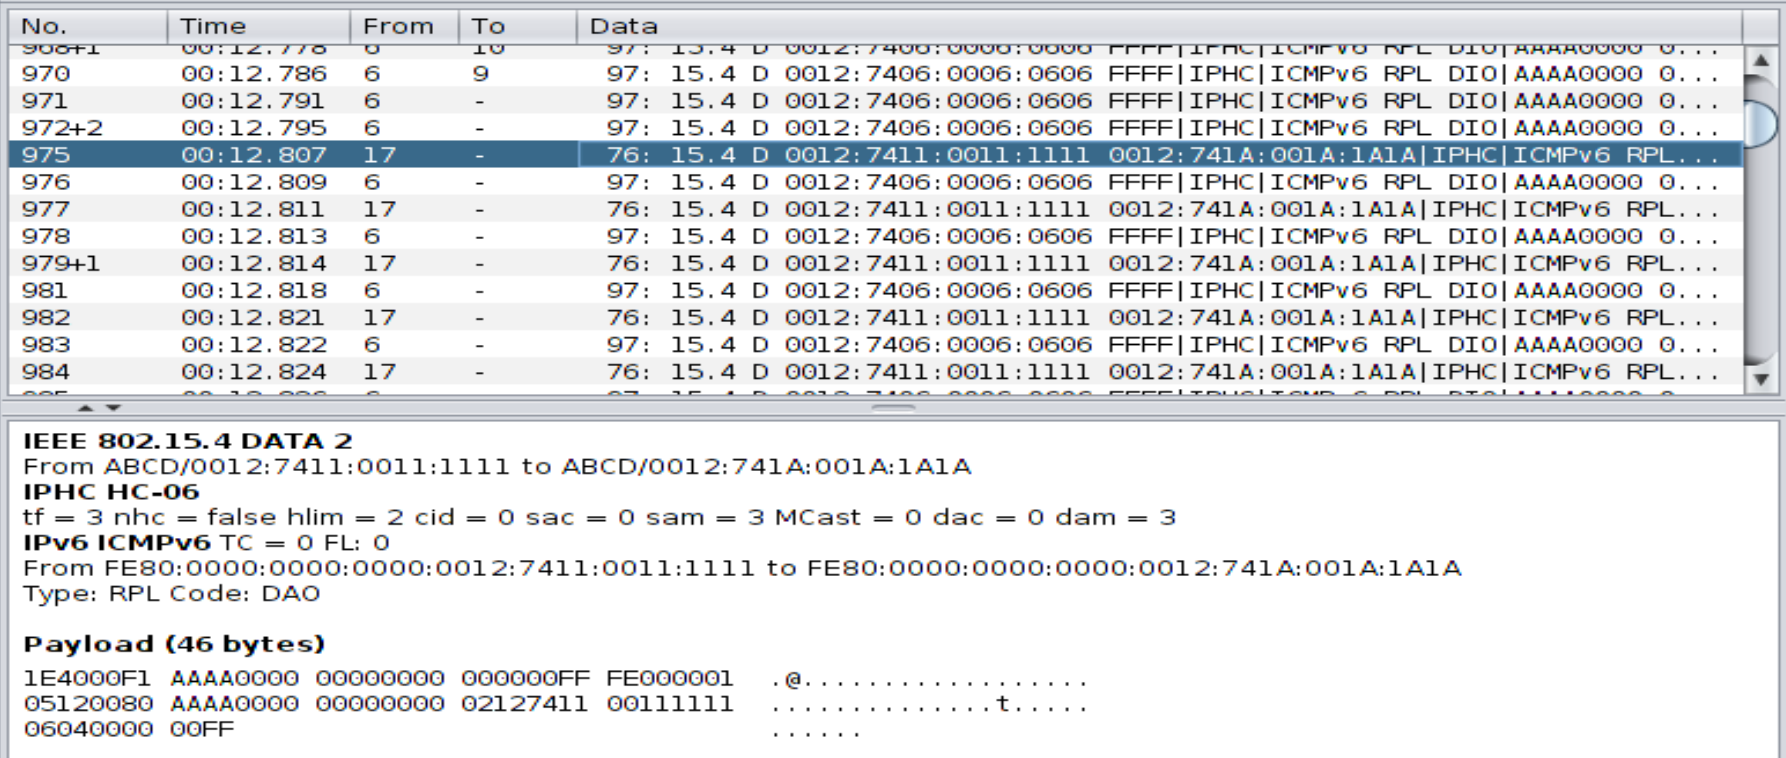 No. Time From To Data
968+1 00:12.778 6 10 97: 15.4 D 0012:7406:0006:0606 FFFF|IPHC|ICMPv6 RPL DIO|AAAA0000 0...
970 00:12.786 6 9 97: 15.4 D 0012:7406:0006:0606 FFFF|IPHC|ICMPv6 RPL DIO|AAAA0000 0...
971 00:12.791 6 - 97: 15.4 D 0012:7406:0006:0606 FFFF|IPHC|ICMPv6 RPL DIO|AAAA0000 0...
972+2 00:12.795 6 - 97: 15.4 D 0012:7406:0006:0606 FFFF|IPHC|ICMPv6 RPL DIO|AAAA0000 0...
975 00:12.807 17 - 76: 15.4 D 0012:7411:0011:1111 0012:741A:001A:1A1A|IPHC|ICMPv6 RPL...
976 00:12.809 6 - 97: 15.4 D 0012:7406:0006:0606 FFFF|IPHC|ICMPv6 RPL DIO|AAAA0000 0...
977 00:12.811 17 - 76: 15.4 D 0012:7411:0011:1111 0012:741A:001A:1A1A|IPHC|ICMPv6 RPL...
978 00:12.813 6 - 97: 15.4 D 0012:7406:0006:0606 FFFF|IPHC|ICMPv6 RPL DIO|AAAA0000 0...
979+1 00:12.814 17 - 76: 15.4 D 0012:7411:0011:1111 0012:741A:001A:1A1A|IPHC|ICMPv6 RPL...
981 00:12.818 6 - 97: 15.4 D 0012:7406:0006:0606 FFFF|IPHC|ICMPv6 RPL DIO|AAAA0000 0...
982 00:12.821 17 - 76: 15.4 D 0012:7411:0011:1111 0012:741A:001A:1A1A|IPHC|ICMPv6 RPL...
983 00:12.822 6 - 97: 15.4 D 0012:7406:0006:0606 FFFF|IPHC|ICMPv6 RPL DIO|AAAA0000 0...
984 00:12.824 17 - 76: 15.4 D 0012:7411:0011:1111 0012:741A:001A:1A1A|IPHC|ICMPv6 RPL...
IEEE 802.15.4 DATA 2
From ABCD/0012:7411:0011:1111 to ABCD/0012:741A:001A:1A1A
IPHC HC-06
tf = 3 nhc = false hlim = 2 cid = 0 sac = 0 sam = 3 MCast = 0 dac = 0 dam = 3
IPv6 ICMPv6 TC = 0 FL: 0
From FE80:0000:0000:0000:0012:7411:0011:1111 to FE80:0000:0000:0000:0012:741A:001A:1A1A
Type: RPL Code: DAO
Payload (46 bytes)
1E4000F1 AAAA0000 00000000 000000FF FE000001 .@..................
05120080 AAAA0000 00000000 02127411 00111111 ..............t.....
06040000 00FF ......